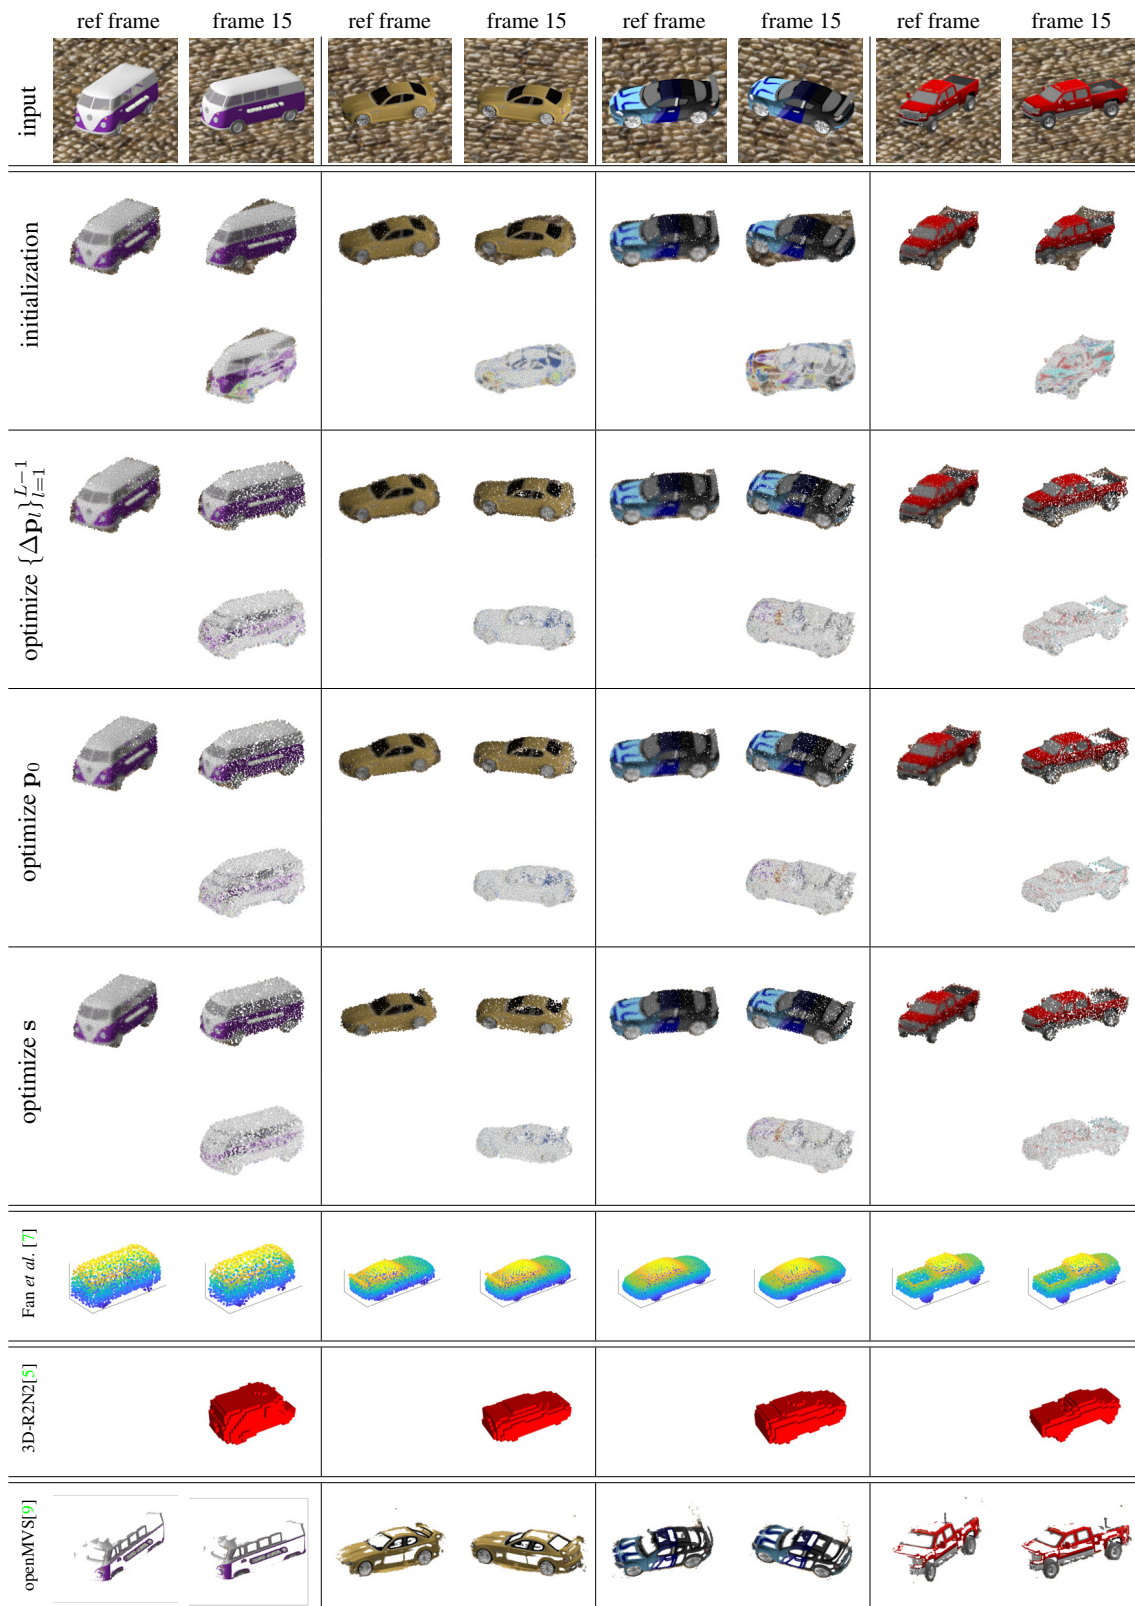 ref frame frame 15 ref frame frame 15 ref frame frame 15 ref frame frame 15
input
initialization
optimize {Δp_l}_{l=1}^{L−1}
optimize p_0
optimize s
Fan et al. [7]
3D-R2N2[5]
openMVS[9]